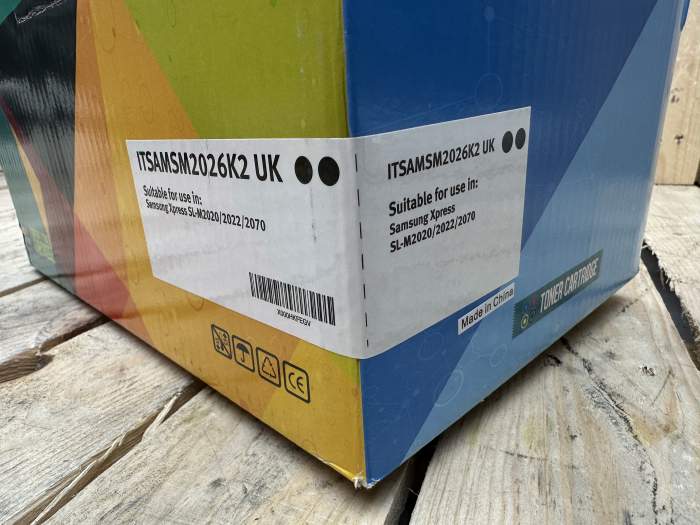 ITSAMSM2026K2 UK
Suitable for use in:
Samsung Xpress SL-M2020/2022/2070
ITSAMSM2026K2 UK
Suitable for use in:
Samsung Xpress
SL-M2020/2022/2070
Made in China
TONER CARTRIDGE
CE